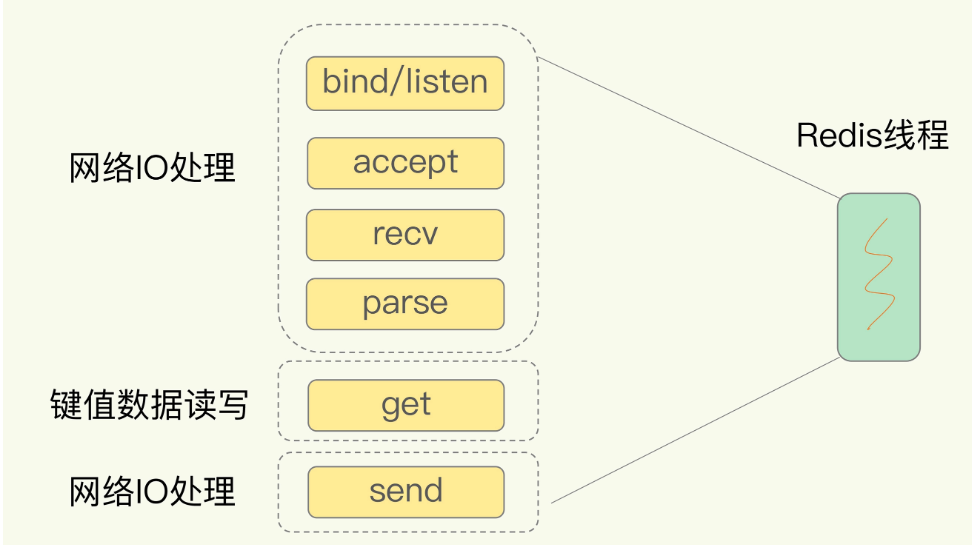 bind/listen
Redis线程
网络IO处理
accept
recv
parse
键值数据读写
get
网络IO处理
send